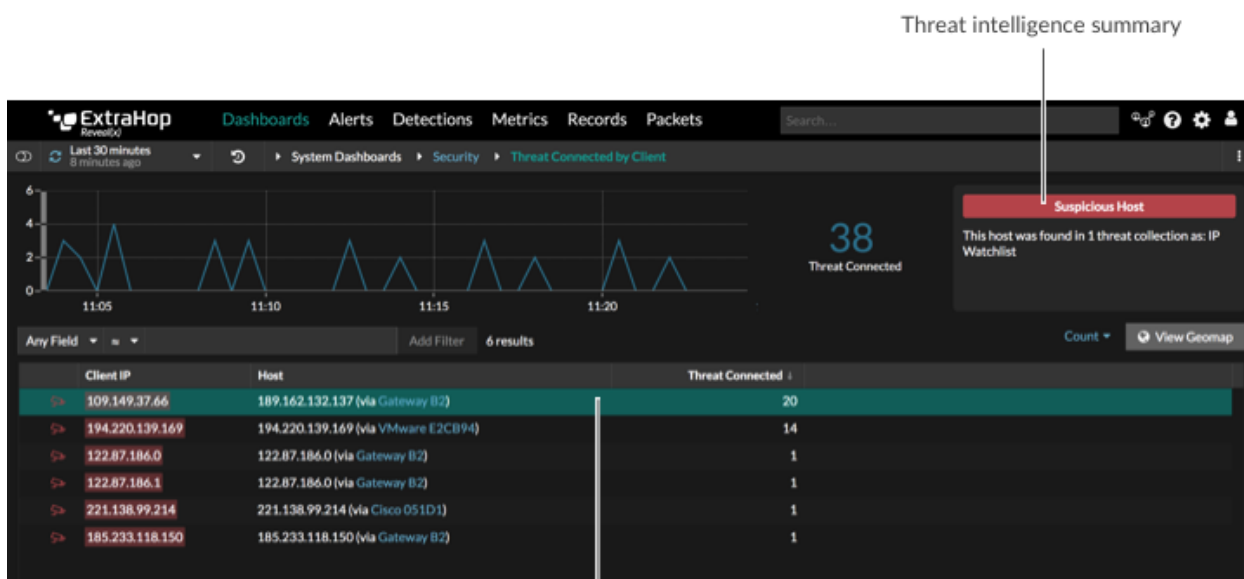 Threat intelligence summary
ExtraHop Dashboards Alerts Detections Metrics Records Packets Search...
Reveal(x)
Last 30 minutes
8 minutes ago
System Dashboards Security Threat Connected by Client
6
4
2
0
11:05 11:10 11:15 11:20
38
Threat Connected
Suspicious Host
This host was found in 1 threat collection as: IP
Watchlist
Any Field ≈ Add Filter 6 results Count View Geomap
Client IP Host Threat Connected
109.149.37.66 189.162.132.137 (via Gateway B2) 20
194.220.139.169 194.220.139.169 (via VMware E2CB94) 14
122.87.186.0 122.87.186.0 (via Gateway B2) 1
122.87.186.1 122.87.186.0 (via Gateway B2) 1
221.138.99.214 221.138.99.214 (via Cisco 051D1) 1
185.233.118.150 185.233.118.150 (via Gateway B2) 1